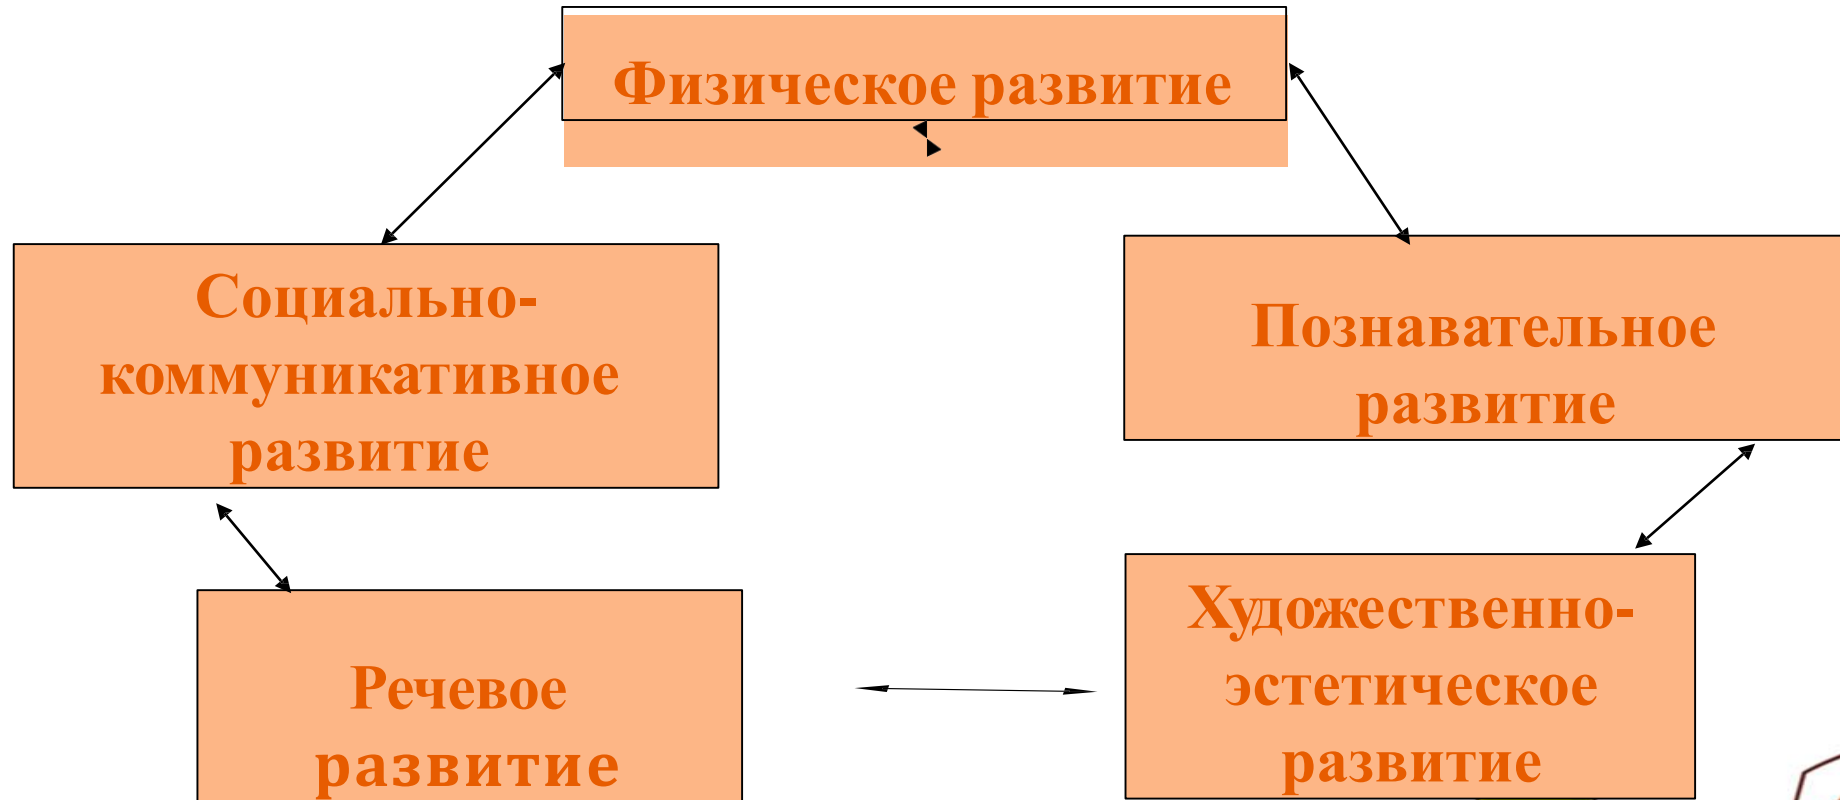 Физическое развитие
Социально-
коммуникативное
развитие
Познавательное
развитие
Речевое
развитие
Художественно-
эстетическое
развитие